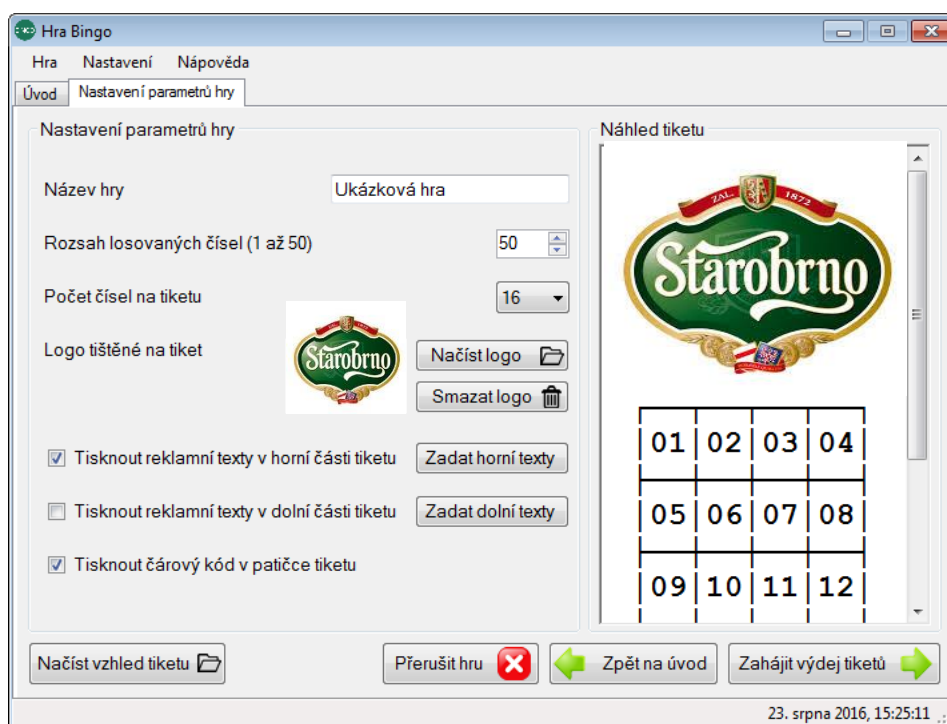 Hra Bingo
Hra Nastavení Nápověda
Úvod Nastavení parametrů hry
Nastavení parametrů hry
Název hry Ukázková hra
Rozsah losovaných čísel (1 až 50) 50
Počet čísel na tiketu 16
Logo tištěné na tiket
Starobrno
Načíst logo
Smazat logo
Tisknout reklamní texty v horní části tiketu Zadat horní texty
Tisknout reklamní texty v dolní části tiketu Zadat dolní texty
Tisknout čárový kód v patičce tiketu
Náhled tiketu
ZAL. 1872
Starobrno
01 02 03 04
05 06 07 08
09 10 11 12
Načíst vzhled tiketu Přerušit hru Zpět na úvod Zahájit výdej tiketů
23. srpna 2016, 15:25:11